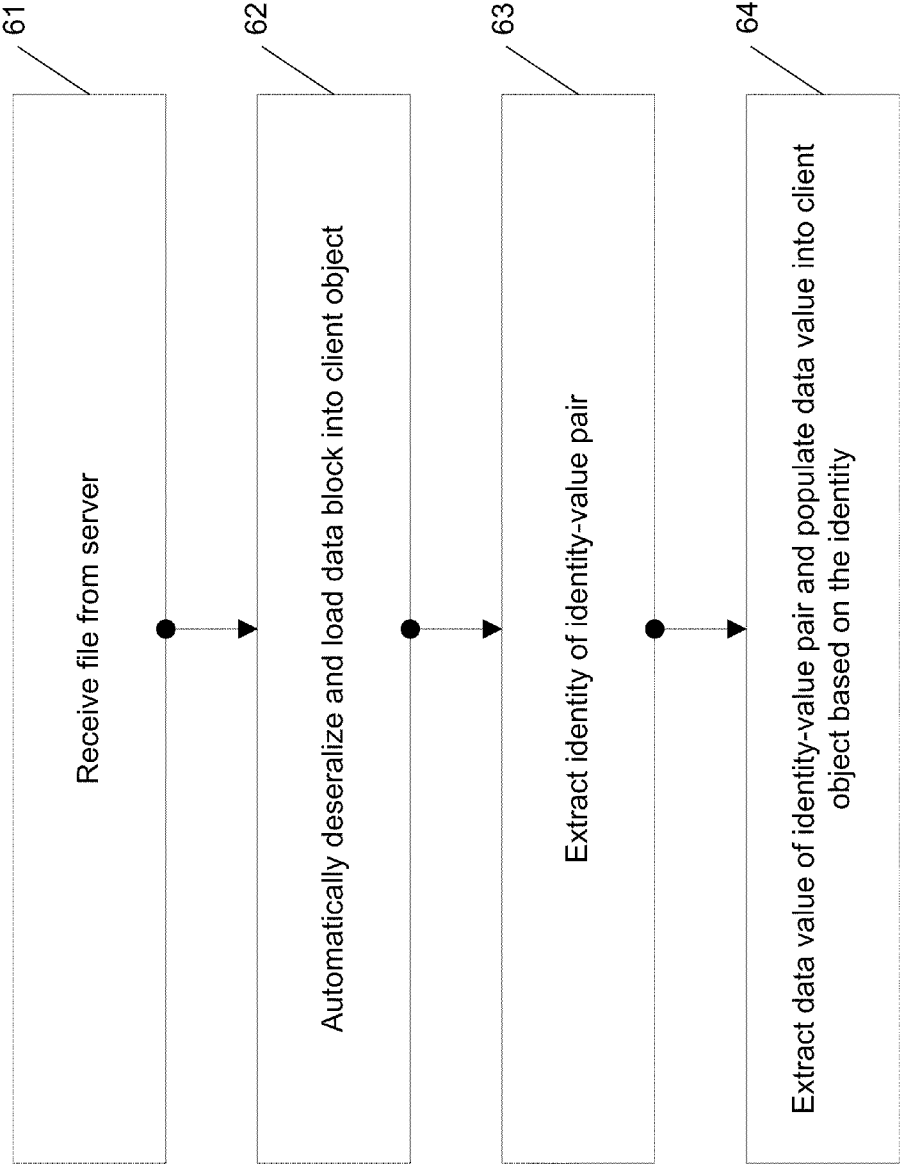 Receive file from server
61
Automatically deseralize and load data block into client object
62
Extract identity of identity-value pair
63
Extract data value of identity-value pair and populate data value into client
object based on the identity
64